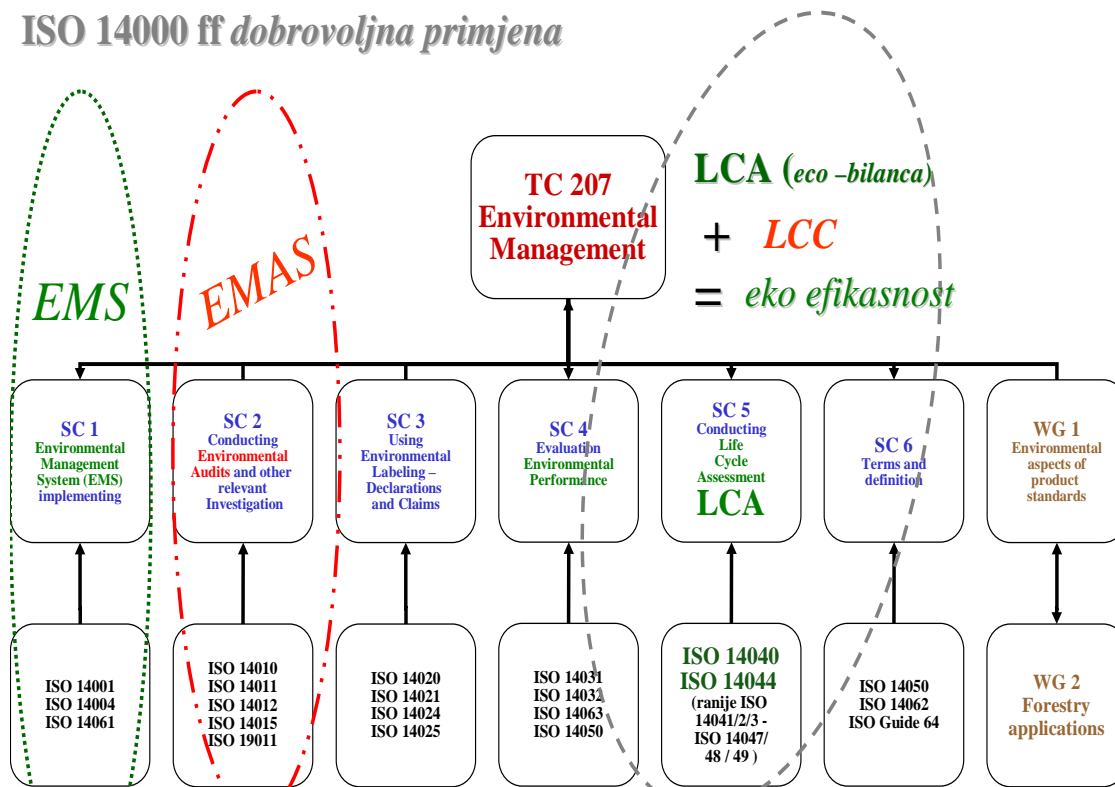 ISO 14000 ff dobrovoljna primjena
TC 207
Environmental
Management
LCA (eco –bilanca)
+ LCC
= eko efikasnost
EMS
EMAS
SC 1
Environmental
Management
System (EMS)
implementing
SC 2
Conducting
Environmental
Audits and other
relevant
Investigation
SC 3
Using
Environmental
Labeling –
Declarations
and Claims
SC 4
Evaluation
Environmental
Performance
SC 5
Conducting
Life
Cycle
Assessment
LCA
SC 6
Terms and
definition
WG 1
Environmental
aspects of
product
standards
ISO 14001
ISO 14004
ISO 14061
ISO 14010
ISO 14011
ISO 14012
ISO 14015
ISO 19011
ISO 14020
ISO 14021
ISO 14024
ISO 14025
ISO 14031
ISO 14032
ISO 14063
ISO 14050
ISO 14040
ISO 14044
(ranije ISO
14041/2/3 -
ISO 14047/
48 / 49 )
ISO 14050
ISO 14062
ISO Guide 64
WG 2
Forestry
applications